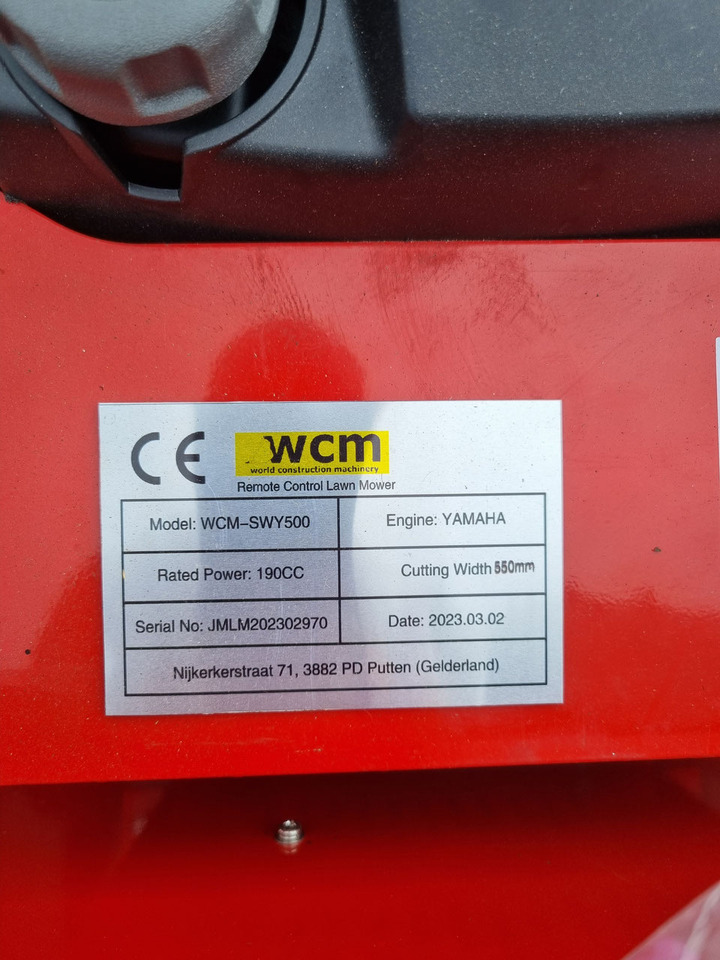 CE wcm
world construction machinery
Remote Control Lawn Mower
Model: WCM-SWY500
Engine: YAMAHA
Rated Power: 190CC
Cutting Width 550mm
Serial No: JMLM202302970
Date: 2023.03.02
Nijkerkerstraat 71, 3882 PD Putten (Gelderland)